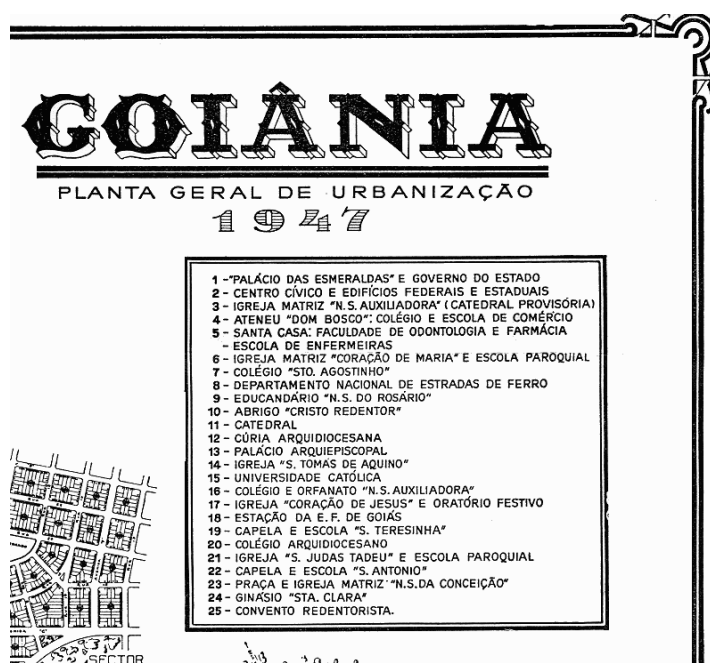 GOIÂNIA
PLANTA GERAL DE URBANIZAÇÃO
1947
1 - "PALÁCIO DAS ESMERALDAS" E GOVERNO DO ESTADO
2 - CENTRO CÍVICO E EDIFÍCIOS FEDERAIS E ESTADUAIS
3 - IGREJA MATRIZ "N.S. AUXILIADORA" (CATEDRAL PROVISÓRIA)
4 - ATENEU "DOM BOSCO": COLÉGIO E ESCOLA DE COMÉRCIO
5 - SANTA CASA: FACULDADE DE ODONTOLOGIA E FARMÁCIA
- ESCOLA DE ENFERMEIRAS
6 - IGREJA MATRIZ "CORAÇÃO DE MARIA" E ESCOLA PAROQUIAL
7 - COLÉGIO "STO. AGOSTINHO"
8 - DEPARTAMENTO NACIONAL DE ESTRADAS DE FERRO
9 - EDUCANDÁRIO "N.S. DO ROSÁRIO"
10 - ABRIGO "CRISTO REDENTOR"
11 - CATEDRAL
12 - CÚRIA ARQUIDIOCESANA
13 - PALÁCIO ARQUIEPISCOPAL
14 - IGREJA "S. TOMÁS DE AQUINO"
15 - UNIVERSIDADE CATÓLICA
16 - COLÉGIO E ORFANATO "N.S. AUXILIADORA"
17 - IGREJA "CORAÇÃO DE JESUS" E ORATÓRIO FESTIVO
18 - ESTAÇÃO DA E.F. DE GOIÁS
19 - CAPELA E ESCOLA "S. TERESINHA"
20 - COLÉGIO ARQUIDIOCESANO
21 - IGREJA "S. JUDAS TADEU" E ESCOLA PAROQUIAL
22 - CAPELA E ESCOLA "S. ANTONIO"
23 - PRAÇA E IGREJA MATRIZ "N.S. DA CONCEIÇÃO"
24 - GINÁSIO "STA. CLARA"
25 - CONVENTO REDENTORISTA.
SECTOR